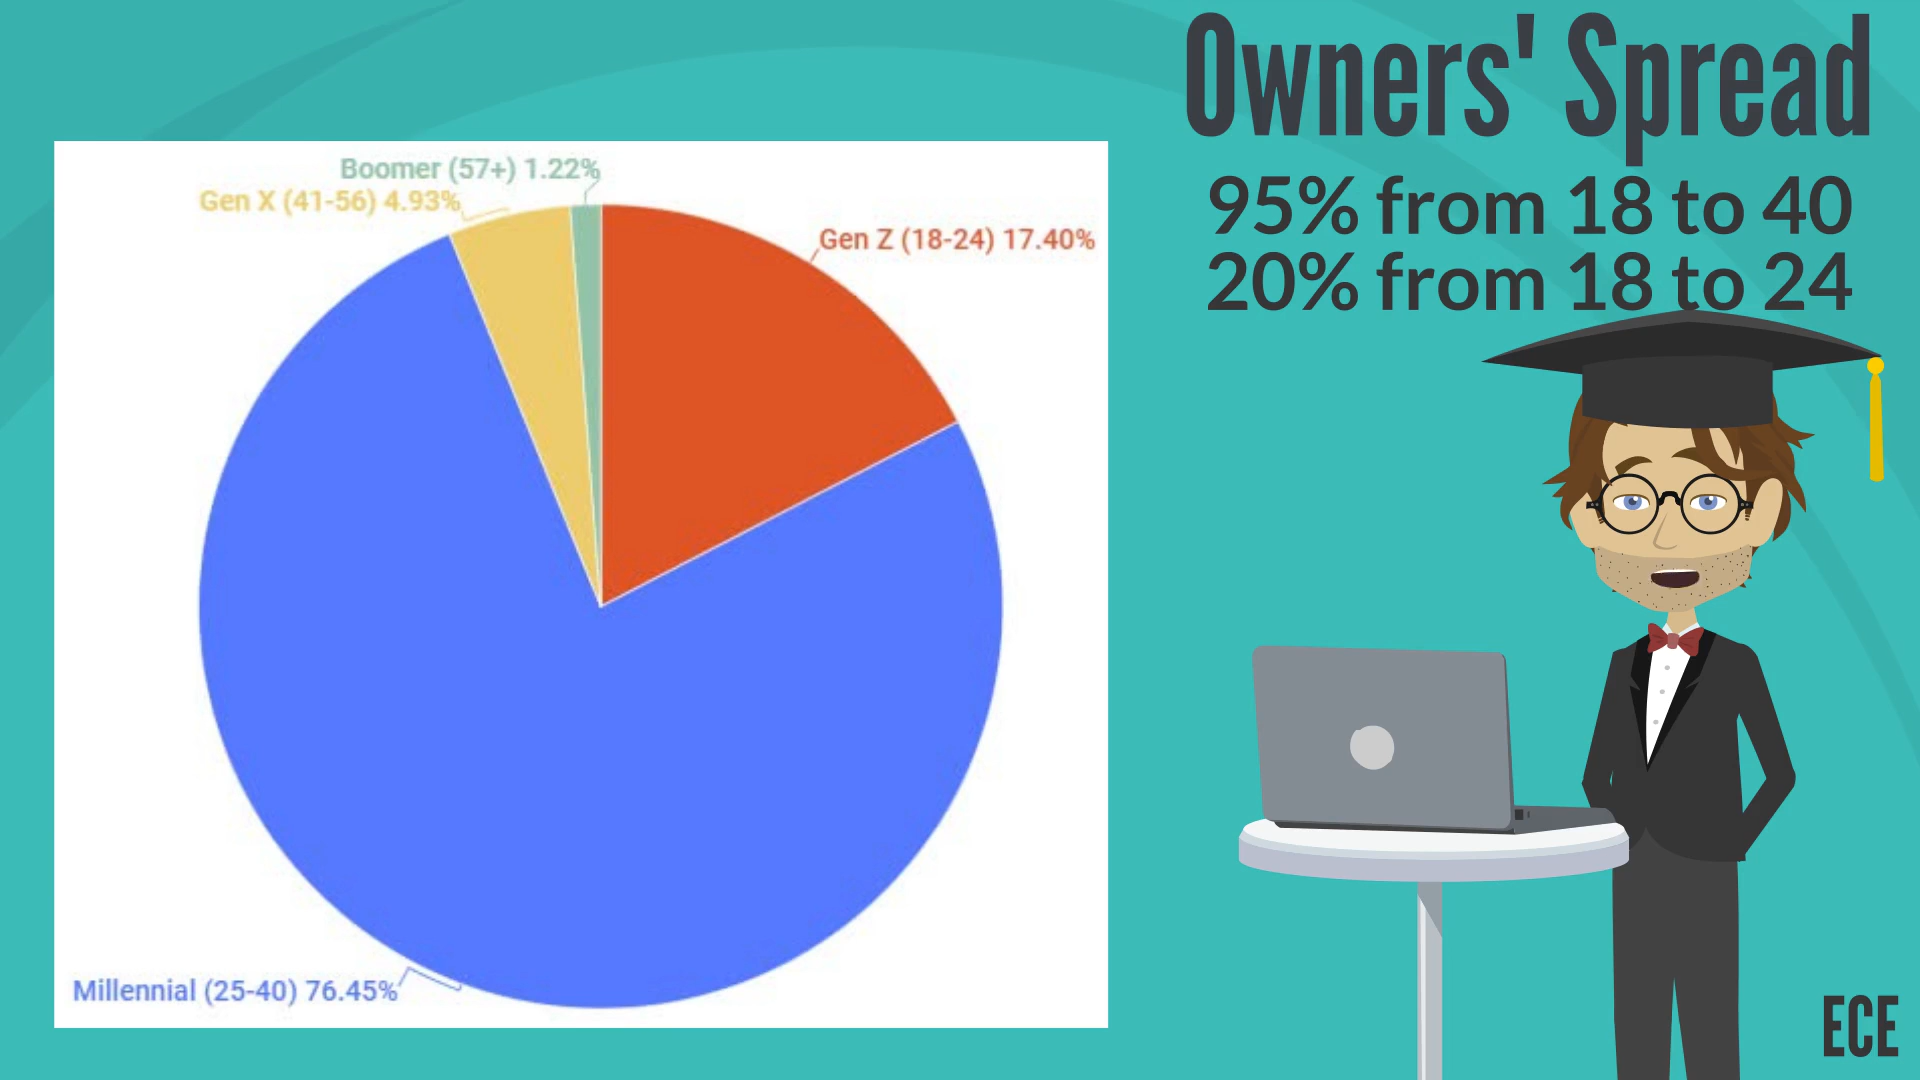 Owners' Spread
95% from 18 to 40
20% from 18 to 24
Boomer (57+) 1.22%
Gen X (41-56) 4.93%
Gen Z (18-24) 17.40%
Millennial (25-40) 76.45%
ECE